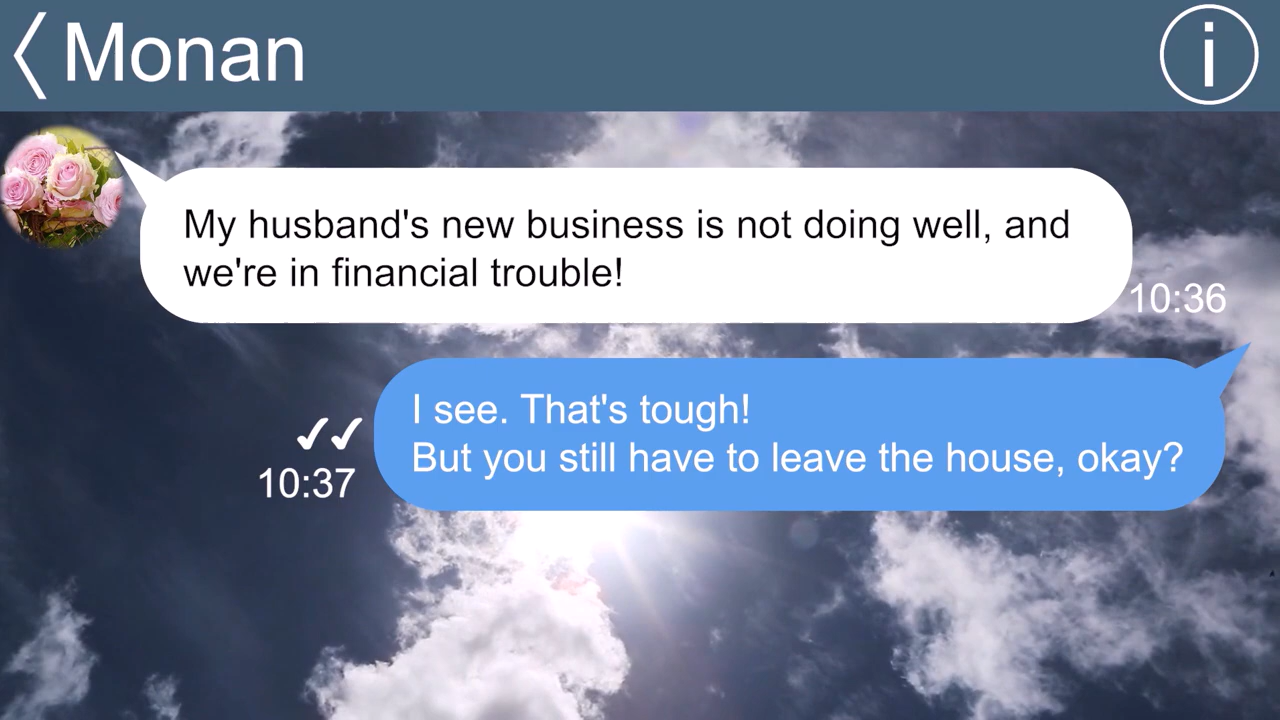 Monan
i
My husband's new business is not doing well, and
we're in financial trouble!
10:36
I see. That's tough!
But you still have to leave the house, okay?
10:37